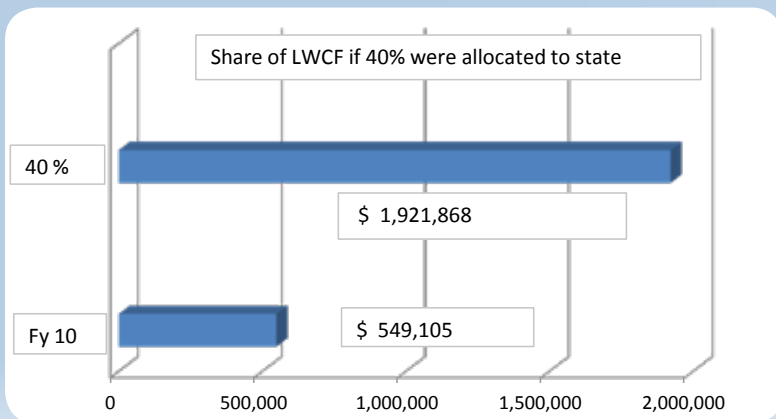 Share of LWCF if 40% were allocated to state
40 %
$ 1,921,868
Fy 10
$ 549,105
0 500,000 1,000,000 1,500,000 2,000,000